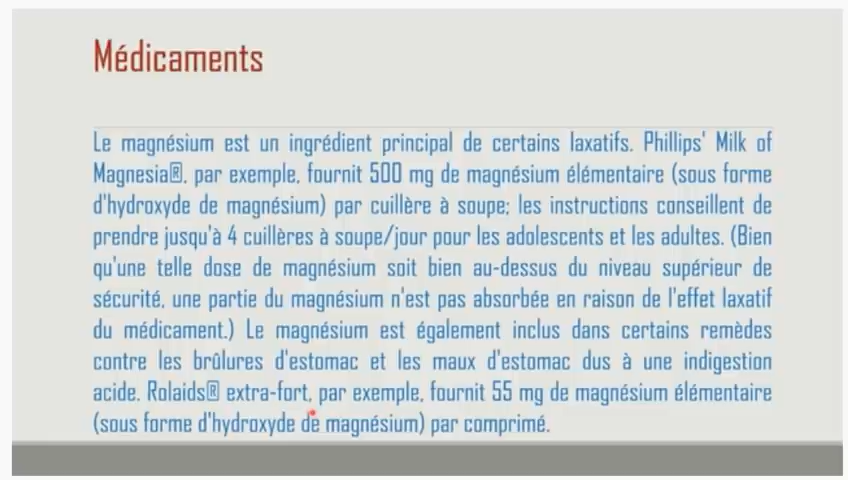 Médicaments
Le magnésium est un ingrédient principal de certains laxatifs. Phillips' Milk of
Magnesia®, par exemple, fournit 500 mg de magnésium élémentaire (sous forme
d'hydroxyde de magnésium) par cuillère à soupe; les instructions conseillent de
prendre jusqu'à 4 cuillères à soupe/jour pour les adolescents et les adultes. (Bien
qu'une telle dose de magnésium soit bien au-dessus du niveau supérieur de
sécurité, une partie du magnésium n'est pas absorbée en raison de l'effet laxatif
du médicament.) Le magnésium est également inclus dans certains remèdes
contre les brûlures d'estomac et les maux d'estomac dus à une indigestion
acide. Rolaids® extra-fort, par exemple, fournit 55 mg de magnésium élémentaire
(sous forme d'hydroxyde de magnésium) par comprimé.